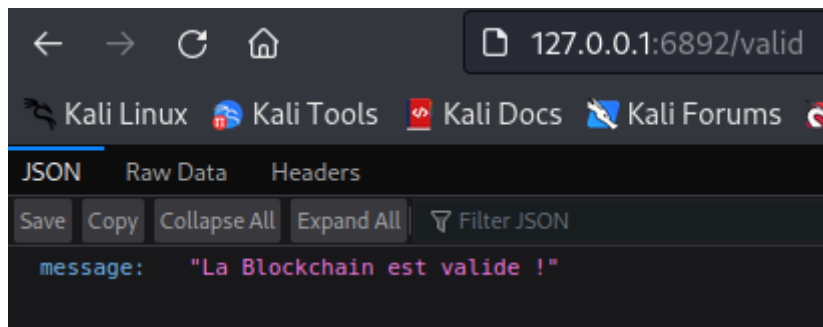 127.0.0.1:6892/valid
Kali Linux Kali Tools Kali Docs Kali Forums
JSON Raw Data Headers
Save Copy Collapse All Expand All Filter JSON
message: "La Blockchain est valide !"